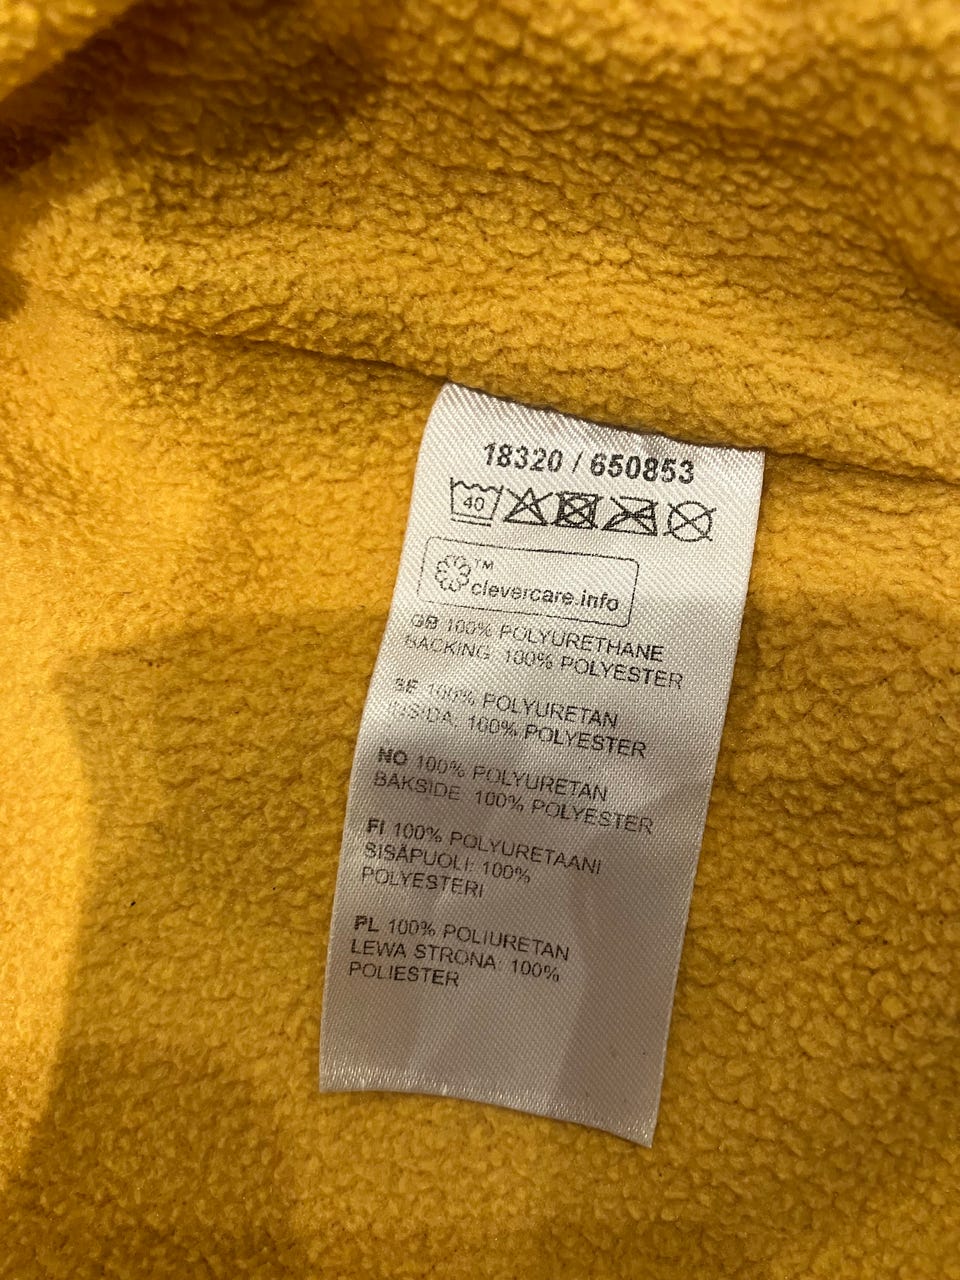 18320 / 650853
40
TM
clevercare.info
GB 100% POLYURETHANE
BACKING: 100% POLYESTER
SE 100% POLYURETAN
INSIDA: 100% POLYESTER
NO 100% POLYURETAN
BAKSIDE: 100% POLYESTER
FI 100% POLYURETAANI
SISÄPUOLI: 100%
POLYESTERI
PL 100% POLIURETAN
LEWA STRONA: 100%
POLIESTER